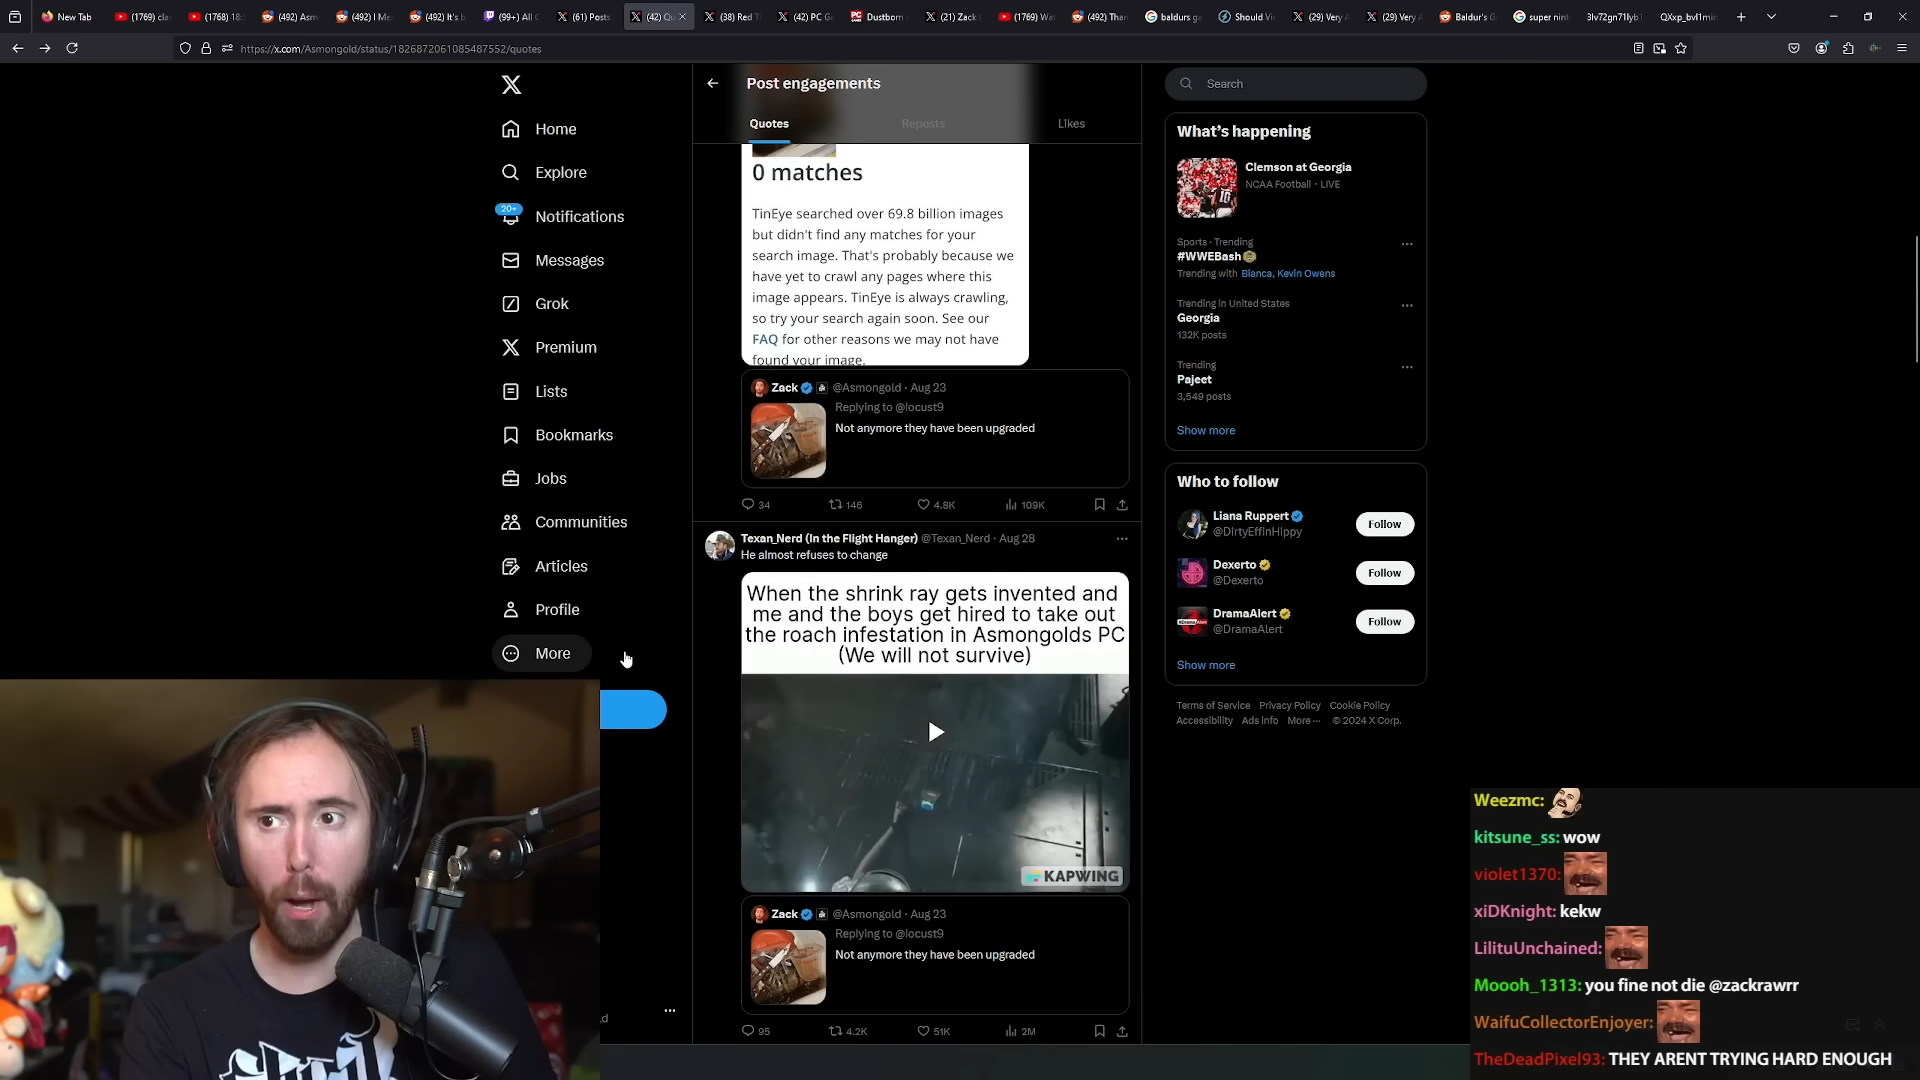 New Tab
(1769) cla
(1768) 18
(492) Asm
(492) I Me
(492) It's b
(99+) All C
(61) Posts
(42) Qu
(38) Red T
(42) PC Ga
Dustborn
(21) Zack
(1769) Wa
(492) Than
baldurs ga
Should Vi
(29) Very A
(29) Very A
Baldur's G
super nint
3lv72gn71lyb1
https://x.com/Asmongold/status/1826872061085487552/quotes
Home
Explore
20+
Notifications
Messages
Grok
Premium
Lists
Bookmarks
Jobs
Communities
Articles
Profile
More
Post engagements
Quotes
Reposts
Likes
0 matches
TinEye searched over 69.8 billion images
but didn't find any matches for your
search image. That's probably because we
have yet to crawl any pages where this
image appears. TinEye is always crawling,
so try your search again soon. See our
FAQ for other reasons we may not have
found your image.
Zack @Asmongold · Aug 23
Replying to @locust9
Not anymore they have been upgraded
34 146 4.8K 109K
Texan_Nerd (In the Flight Hanger) @Texan_Nerd · Aug 28
He almost refuses to change
When the shrink ray gets invented and
me and the boys get hired to take out
the roach infestation in Asmongolds PC
(We will not survive)
KAPWING
Zack @Asmongold · Aug 23
Replying to @locust9
Not anymore they have been upgraded
95 4.2K 51K 2M
Search
What's happening
Clemson at Georgia
NCAA Football · LIVE
Sports · Trending
#WWEBash
Trending with Bianca, Kevin Owens
Trending in United States
Georgia
132K posts
Trending
Pajeet
3,549 posts
Show more
Who to follow
Liana Ruppert
@DirtyEffinHippy
Follow
Dexerto
@Dexerto
Follow
DramaAlert
@DramaAlert
Follow
Show more
Terms of Service Privacy Policy Cookie Policy
Accessibility Ads info More ··· © 2024 X Corp.
Weezmc:
kitsune_ss: wow
violet1370:
xiDKnight: kekw
LilituUnchained:
Moooh_1313: you fine not die @zackrawrr
WaifuCollectorEnjoyer:
TheDeadPixel93: THEY ARENT TRYING HARD ENOUGH